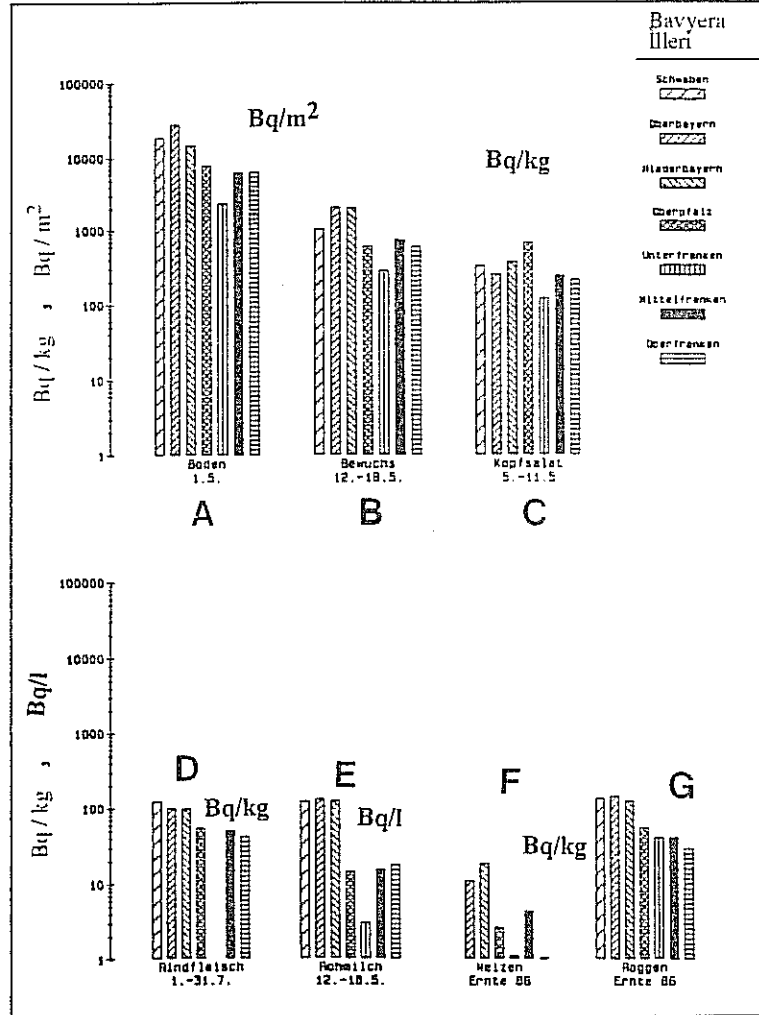 Bavyera
İlleri
Schwaben
Oberbayern
Niederbayern
Oberpfalz
Unterfranken
Mittelfranken
Oberfranken
Bq/kg , Bq/m²
100000
10000
1000
100
10
1
Bq/m²
Bq/kg
Boden
1.5.
Bewuchs
12.-18.5.
Kopfsalat
5.-11.5
A
B
C
Bq/kg , Bq/l
100000
10000
1000
100
10
1
D
E
F
G
Bq/kg
Bq/l
Bq/kg
Rindfleisch
1.-31.7.
Rohmilch
12.-18.5.
Weizen
Ernte 86
Roggen
Ernte 86